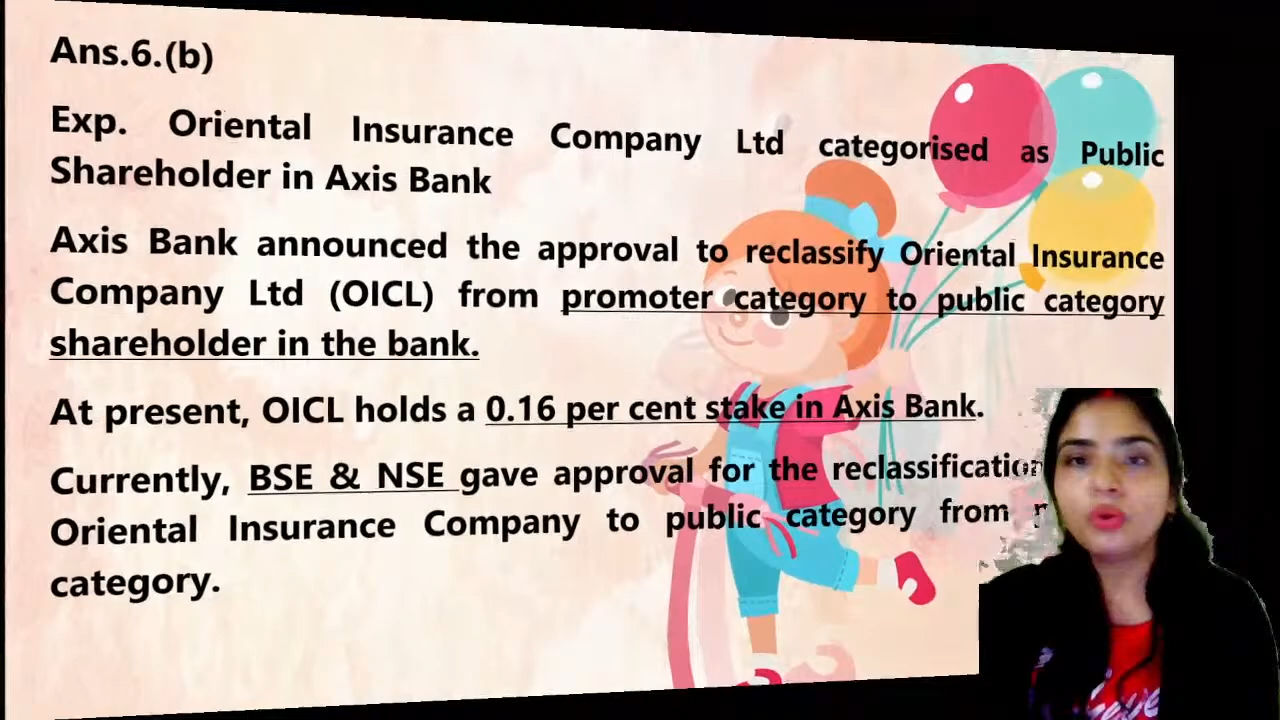 Ans.6.(b)
Exp. Oriental Insurance Company Ltd categorised as Public
Shareholder in Axis Bank
Axis Bank announced the approval to reclassify Oriental Insurance
Company Ltd (OICL) from promoter category to public category
shareholder in the bank.
At present, OICL holds a 0.16 per cent stake in Axis Bank.
Currently, BSE & NSE gave approval for the reclassification
Oriental Insurance Company to public category from
category.